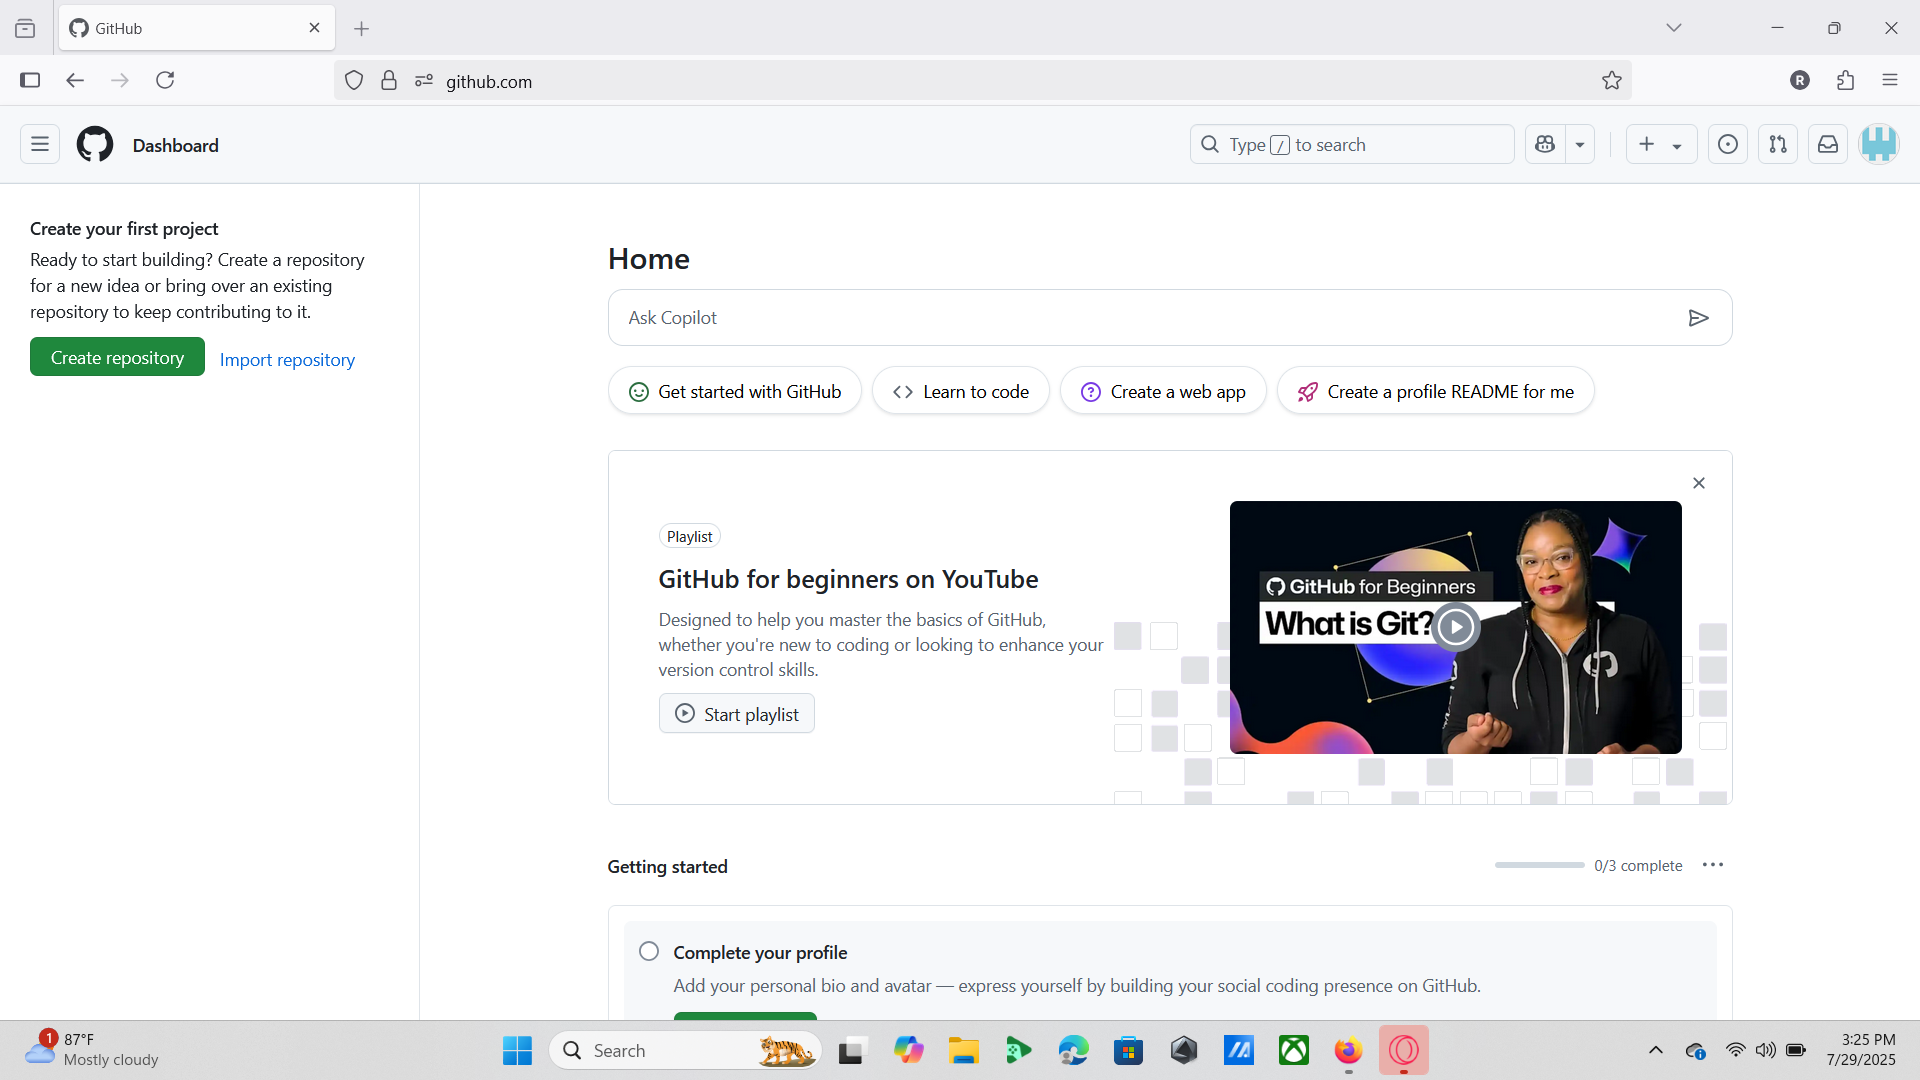 GitHub
github.com
R
Dashboard
Type / to search
Create your first project
Ready to start building? Create a repository
for a new idea or bring over an existing
repository to keep contributing to it.
Create repository
Import repository
Home
Ask Copilot
Get started with GitHub
Learn to code
Create a web app
Create a profile README for me
Playlist
GitHub for beginners on YouTube
Designed to help you master the basics of GitHub,
whether you're new to coding or looking to enhance your
version control skills.
Start playlist
GitHub for Beginners
What is Git?
Getting started
0/3 complete
Complete your profile
Add your personal bio and avatar — express yourself by building your social coding presence on GitHub.
1
87°F
Mostly cloudy
Search
3:25 PM
7/29/2025